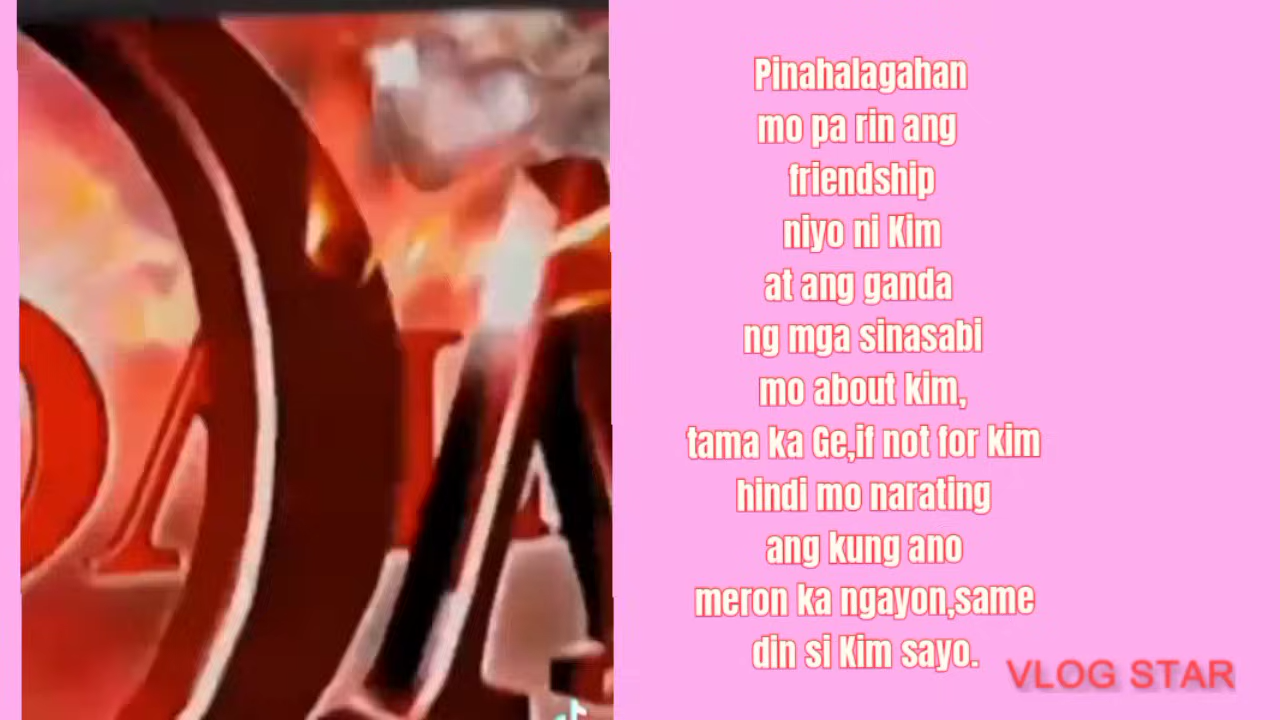 Pinahalagahan
mo pa rin ang
friendship
niyo ni Kim
at ang ganda
ng mga sinasabi
mo about kim,
tama ka Ge,if not for kim
hindi mo narating
ang kung ano
meron ka ngayon,same
din si Kim sayo.
VLOG STAR